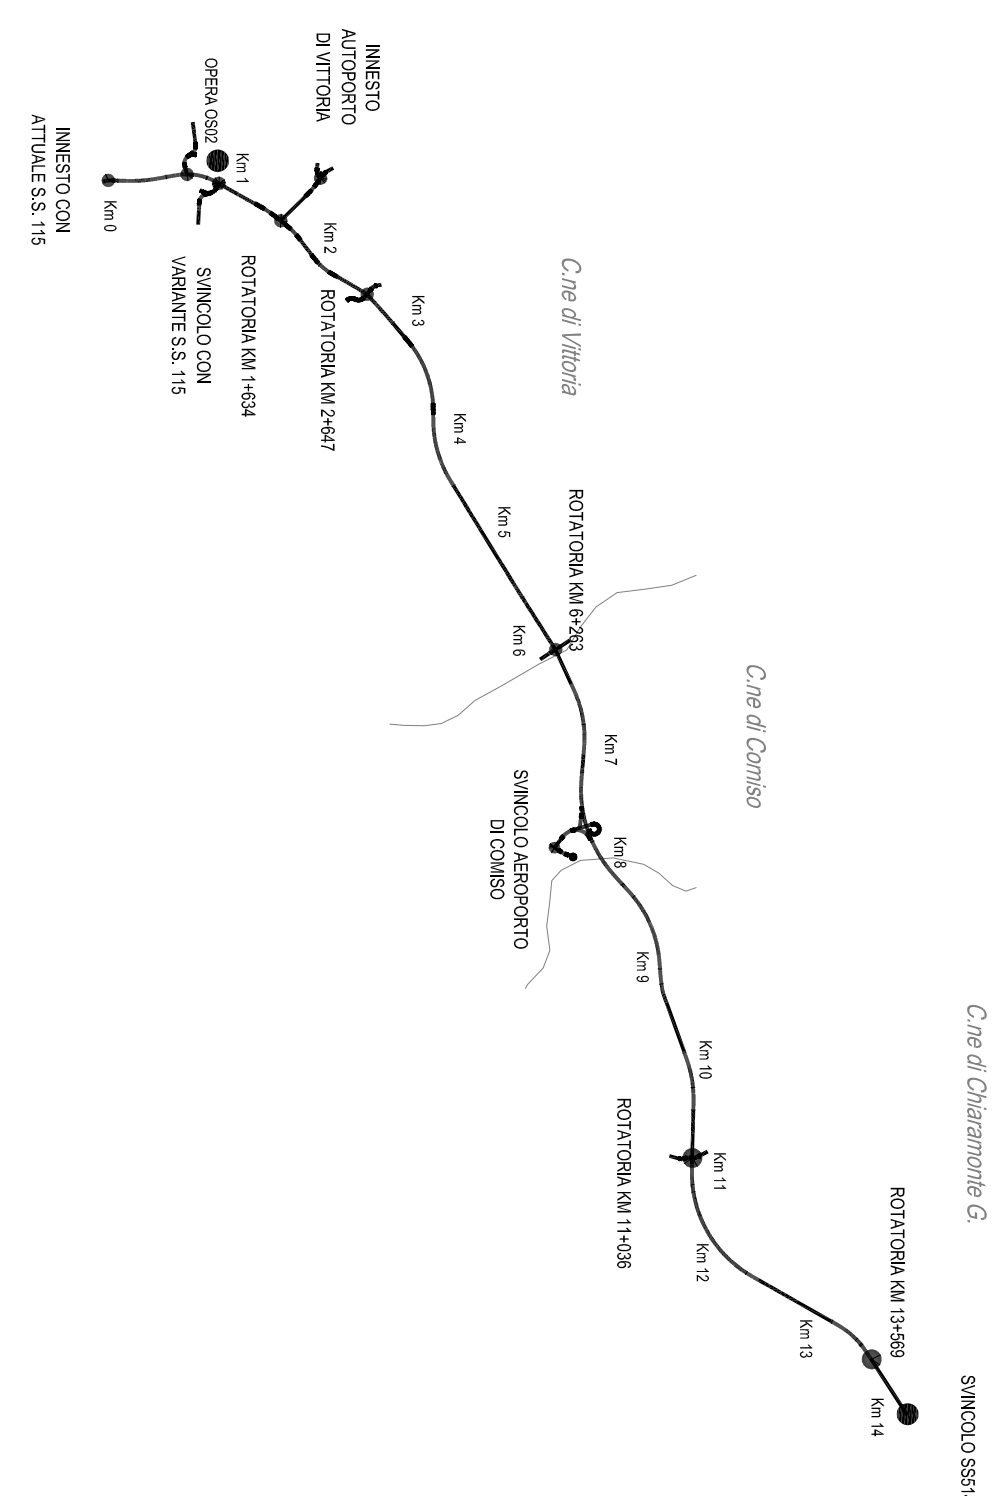 INNESTO CON
ATTUALE S.S. 115
Km 0
OPERA OS02
Km 1
SVINCOLO CON
VARIANTE S.S. 115
INNESTO
AUTOPORTO
DI VITTORIA
ROTATORIA KM 1+634
Km 2
ROTATORIA KM 2+647
Km 3
C.ne di Vittoria
Km 4
Km 5
ROTATORIA KM 6+263
Km 6
C.ne di Comiso
Km 7
SVINCOLO AEROPORTO
DI COMISO
Km 8
Km 9
C.ne di Chiaramonte G.
Km 10
ROTATORIA KM 11+036
Km 11
Km 12
ROTATORIA KM 13+569
Km 13
Km 14
SVINCOLO